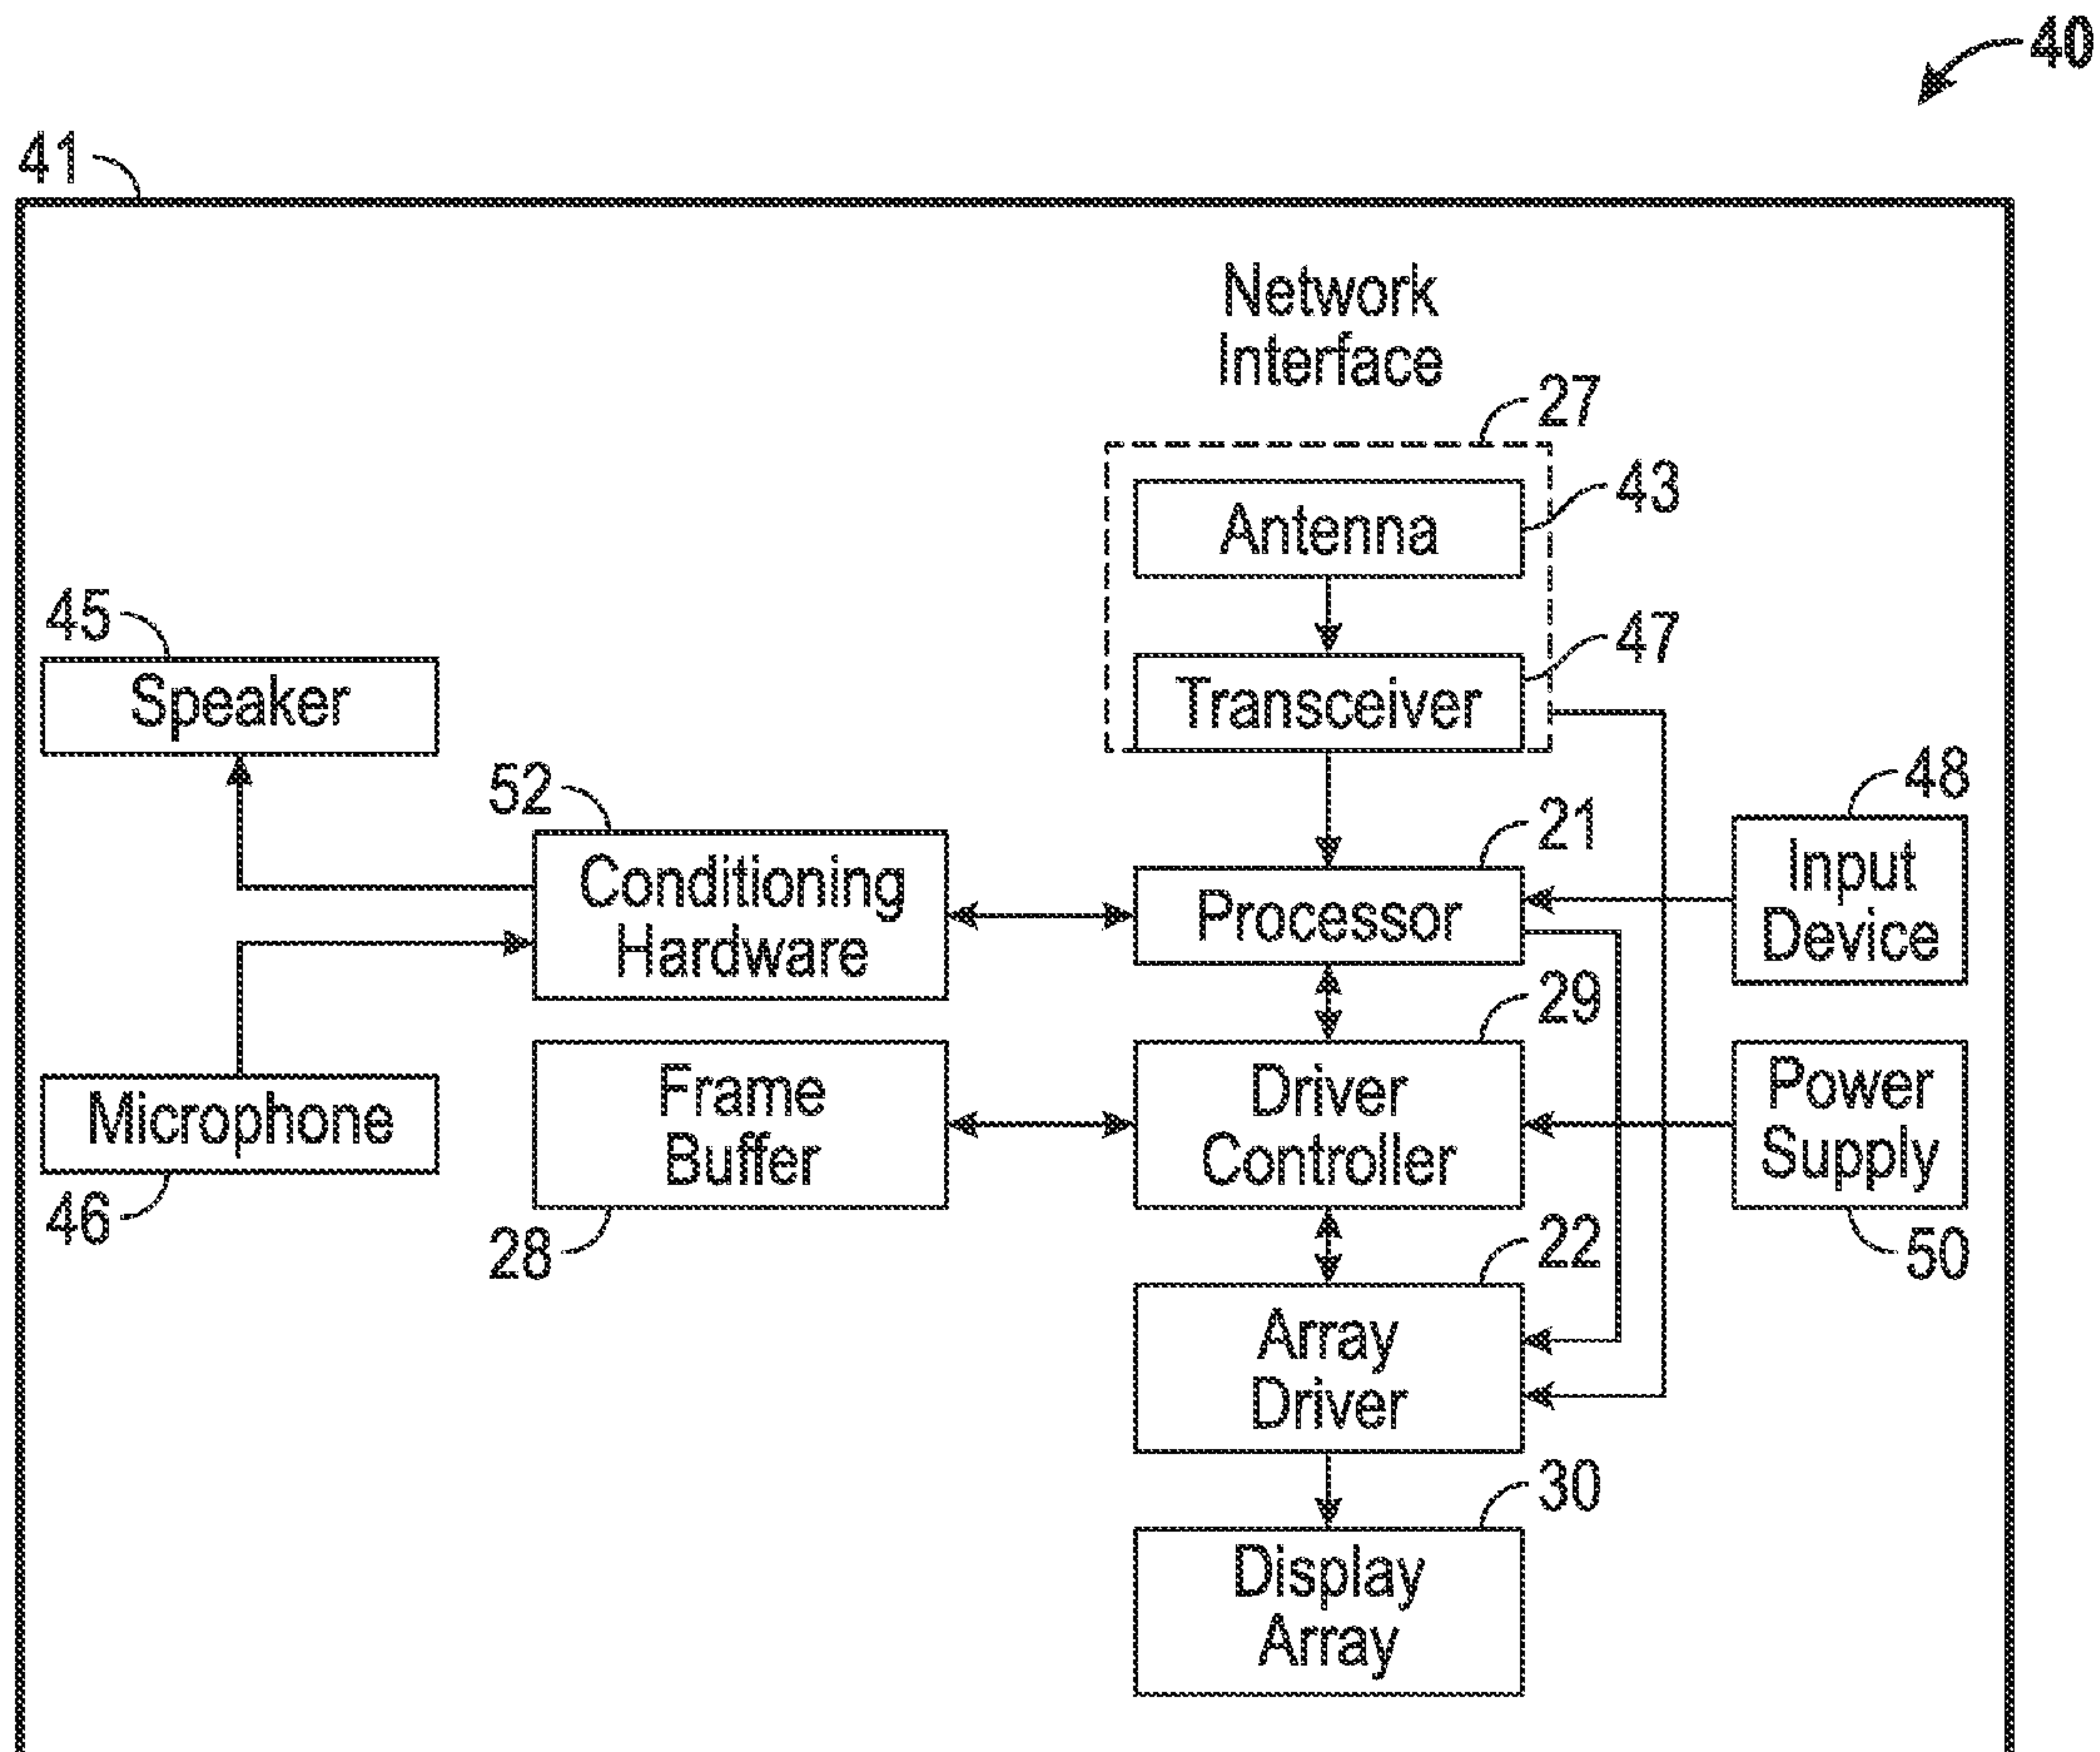 40
41
Network
Interface
27
Antenna
43
45
Speaker
Transceiver
47
52
Conditioning
Hardware
21
Processor
48
Input
Device
29
Microphone
46
Frame
Buffer
28
Driver
Controller
Power
Supply
50
22
Array
Driver
30
Display
Array